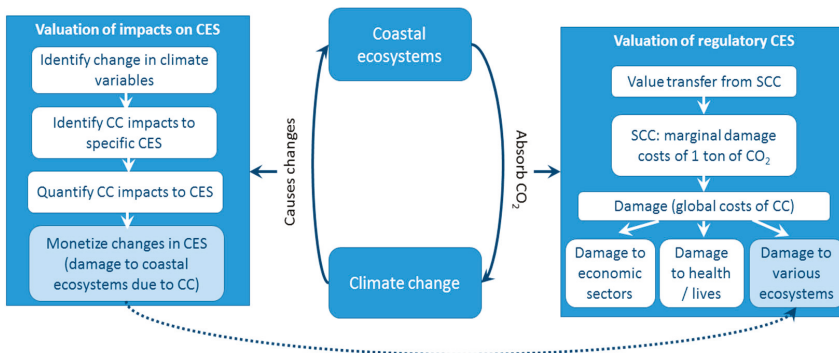 Valuation of impacts on CES
Identify change in climate
variables
Identify CC impacts to
specific CES
Quantify CC impacts to CES
Monetize changes in CES
(damage to coastal
ecosystems due to CC)
Causes changes
Coastal
ecosystems
Climate change
Absorb CO₂
Valuation of regulatory CES
Value transfer from SCC
SCC: marginal damage
costs of 1 ton of CO₂
Damage (global costs of CC)
Damage to
economic
sectors
Damage
to health
/ lives
Damage to
various
ecosystems